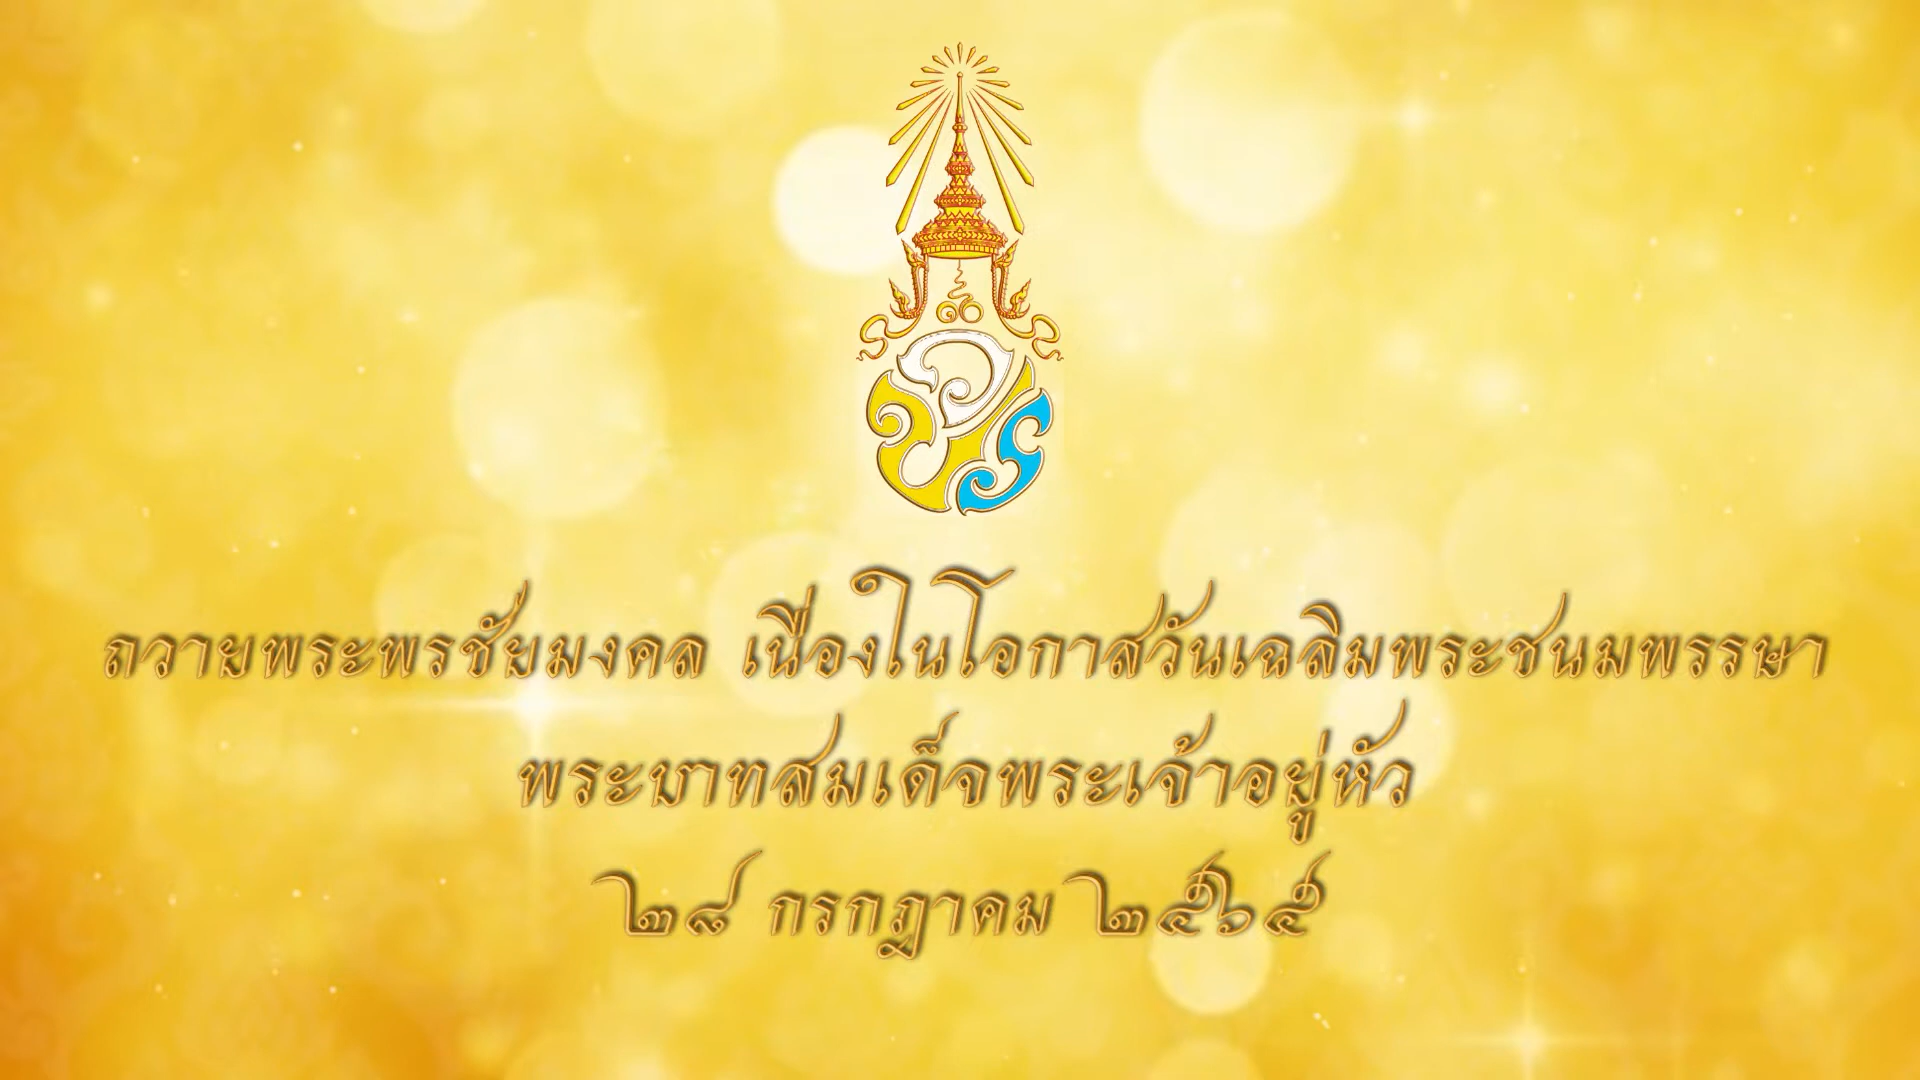 ๑๐
ถวายพระพรชัยมงคล เนื่องในโอกาสวันเฉลิมพระชนมพรรษา
พระบาทสมเด็จพระเจ้าอยู่หัว
๒๘ กรกฎาคม ๒๕๖๕